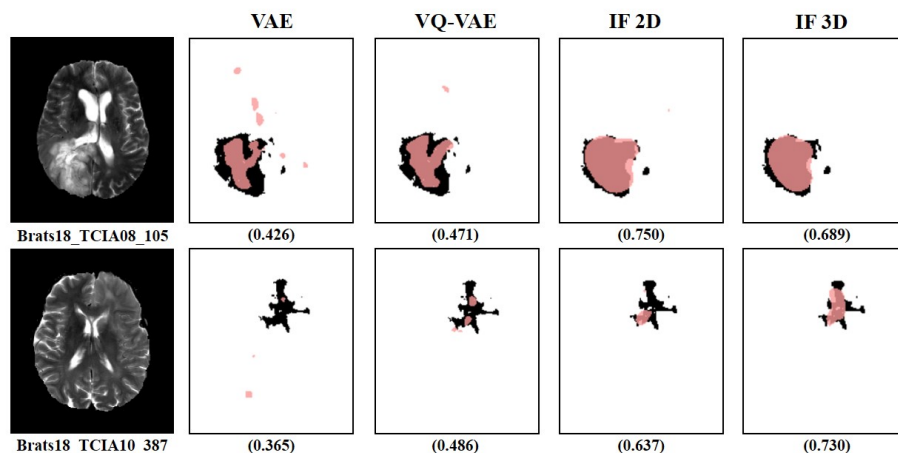 VAE VQ-VAE IF 2D IF 3D
Brats18_TCIA08_105 (0.426) (0.471) (0.750) (0.689)
Brats18_TCIA10_387 (0.365) (0.486) (0.637) (0.730)